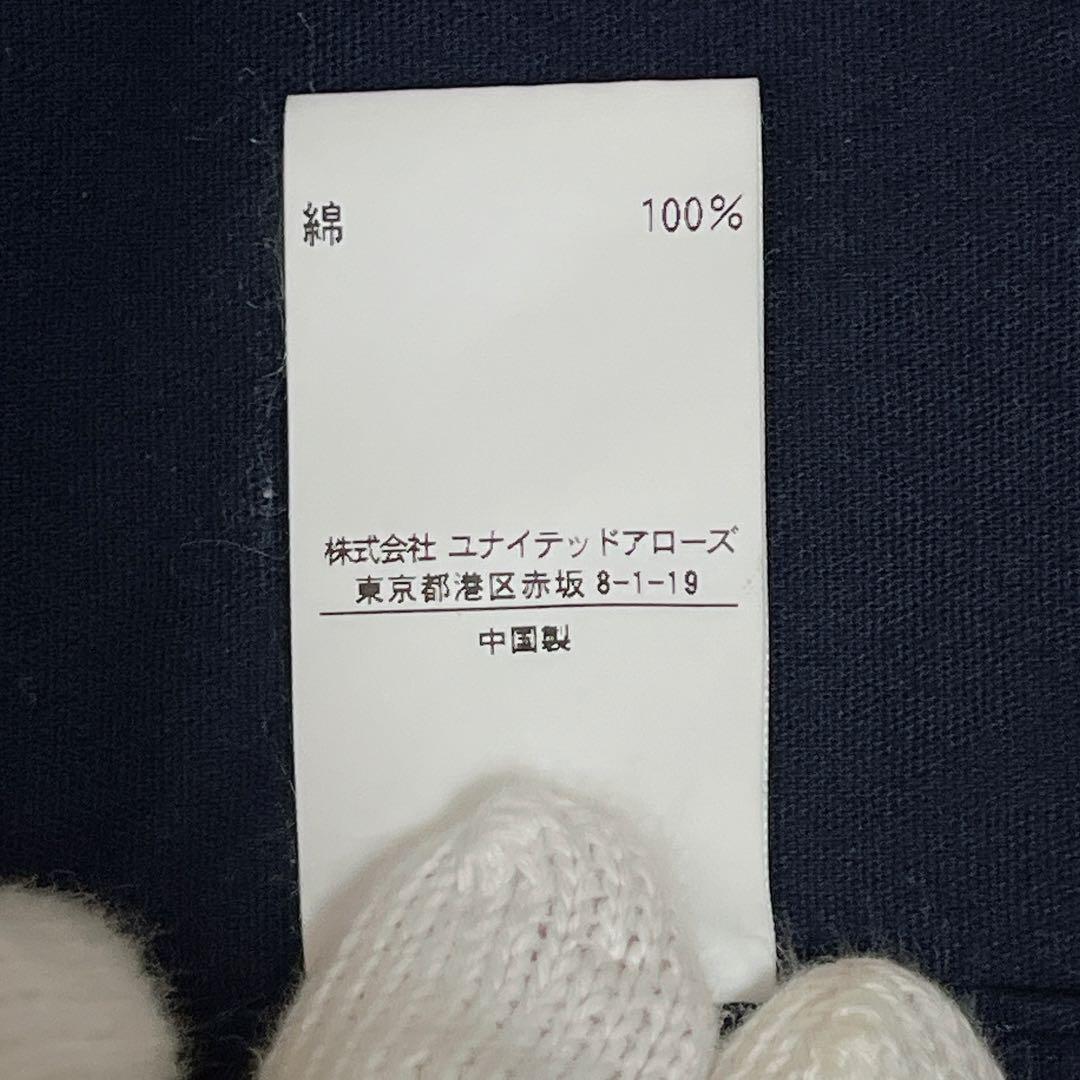 綿 100%
株式会社 ユナイテッドアローズ
東京都港区赤坂 8-1-19
中国製